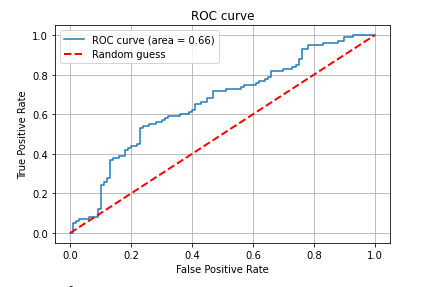 ROC curve
ROC curve (area = 0.66)
Random guess
1.0
0.8
0.6
0.4
0.2
0.0
True Positive Rate
0.0 0.2 0.4 0.6 0.8 1.0
False Positive Rate